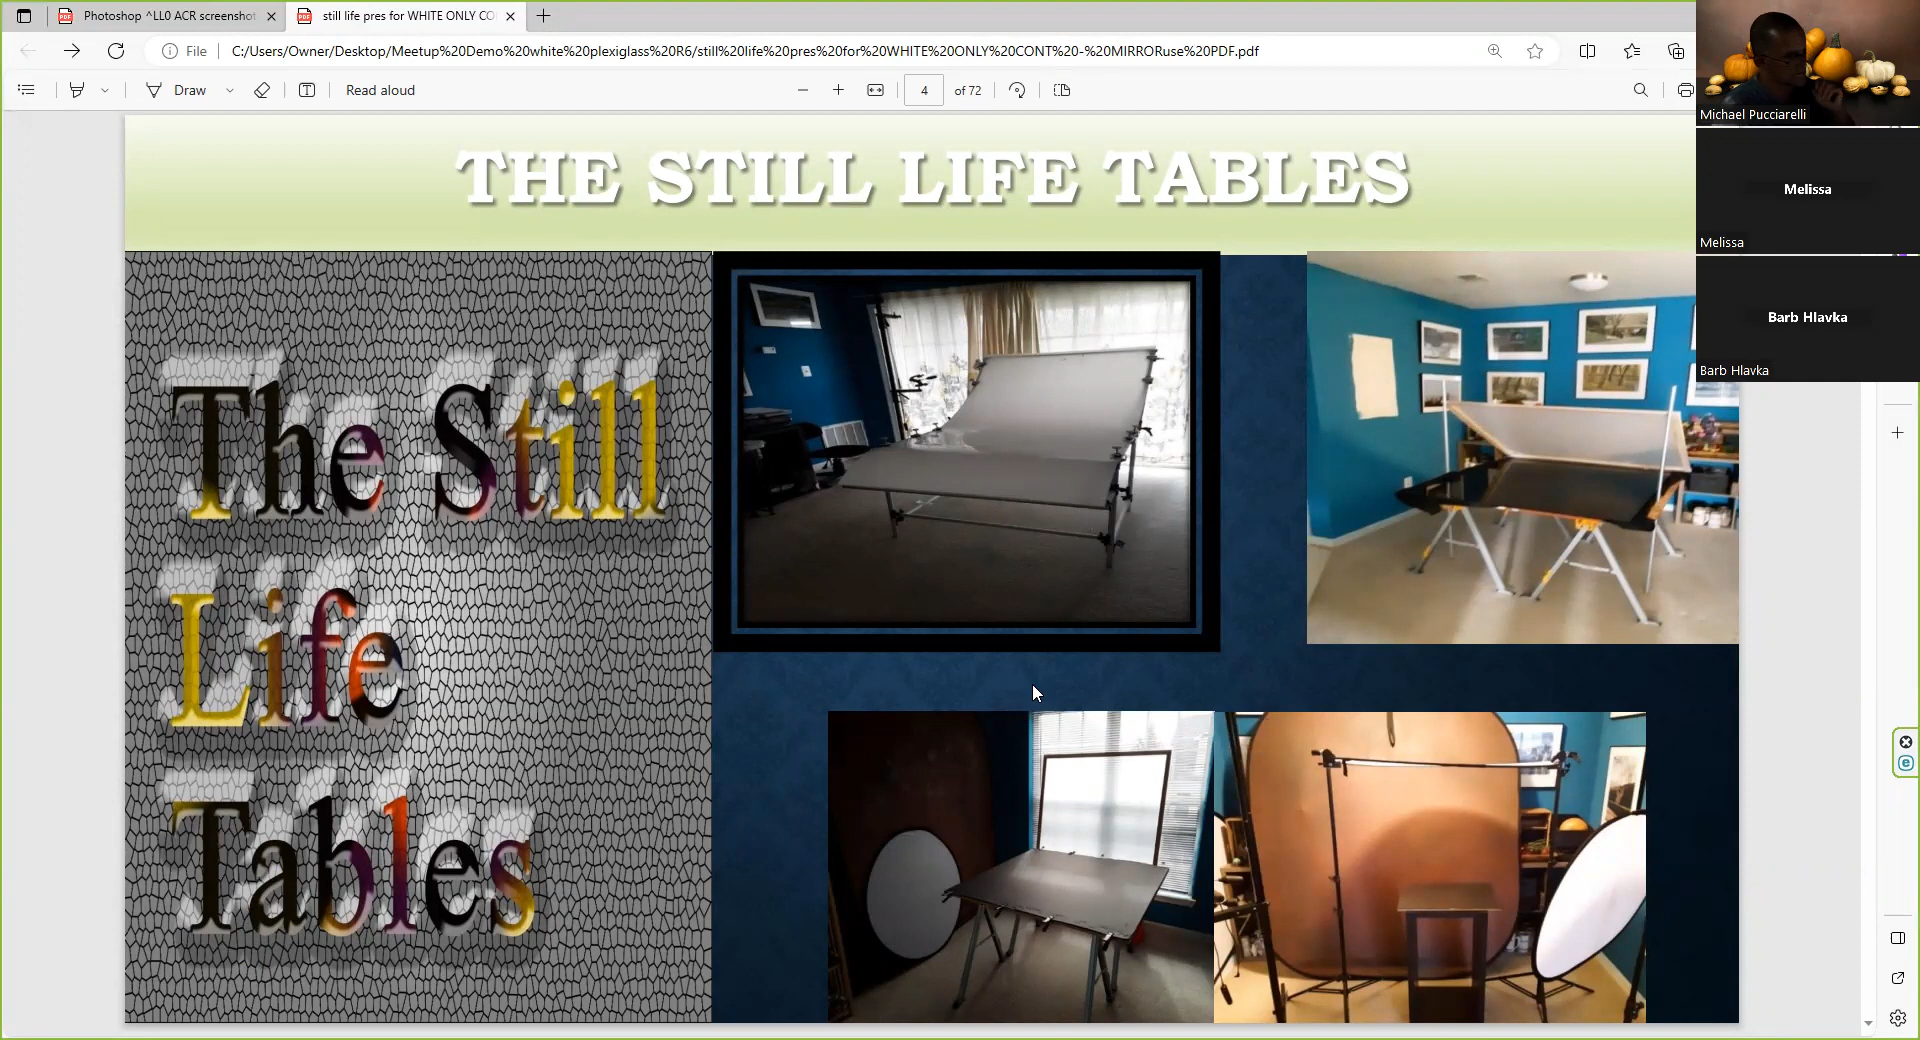 Photoshop ^LL0 ACR screenshot
still life pres for WHITE ONLY CO
File
C:/Users/Owner/Desktop/Meetup%20Demo%20white%20plexiglass%20R6/still%20life%20pres%20for%20WHITE%20ONLY%20CONT%20-%20MIRRORuse%20PDF.pdf
Draw
Read aloud
4
of 72
Michael Pucciarelli
Melissa
Melissa
Barb Hlavka
Barb Hlavka
THE STILL LIFE TABLES
The Still
Life
Tables